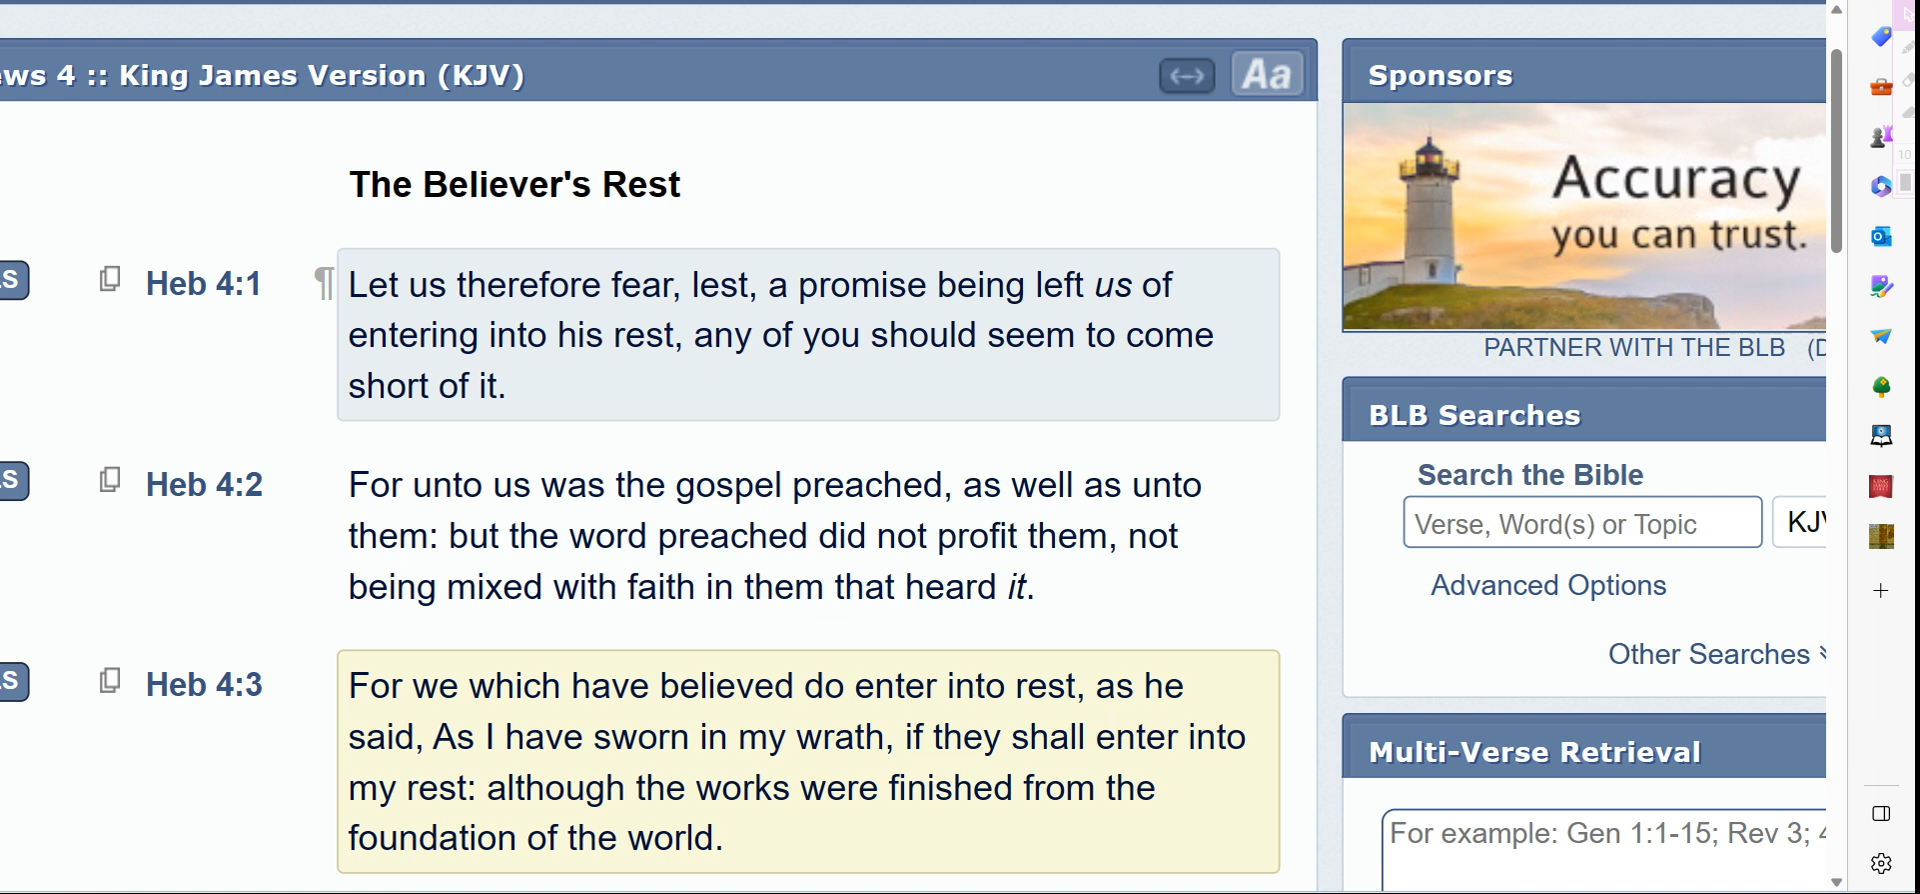 ws 4 :: King James Version (KJV)
Aa
The Believer's Rest
S
Heb 4:1
¶
Let us therefore fear, lest, a promise being left us of
entering into his rest, any of you should seem to come
short of it.
S
Heb 4:2
For unto us was the gospel preached, as well as unto
them: but the word preached did not profit them, not
being mixed with faith in them that heard it.
S
Heb 4:3
For we which have believed do enter into rest, as he
said, As I have sworn in my wrath, if they shall enter into
my rest: although the works were finished from the
foundation of the world.
Sponsors
Accuracy
you can trust.
PARTNER WITH THE BLB (D
BLB Searches
Search the Bible
Verse, Word(s) or Topic
KJV
Advanced Options
Other Searches
Multi-Verse Retrieval
For example: Gen 1:1-15; Rev 3; 4
10